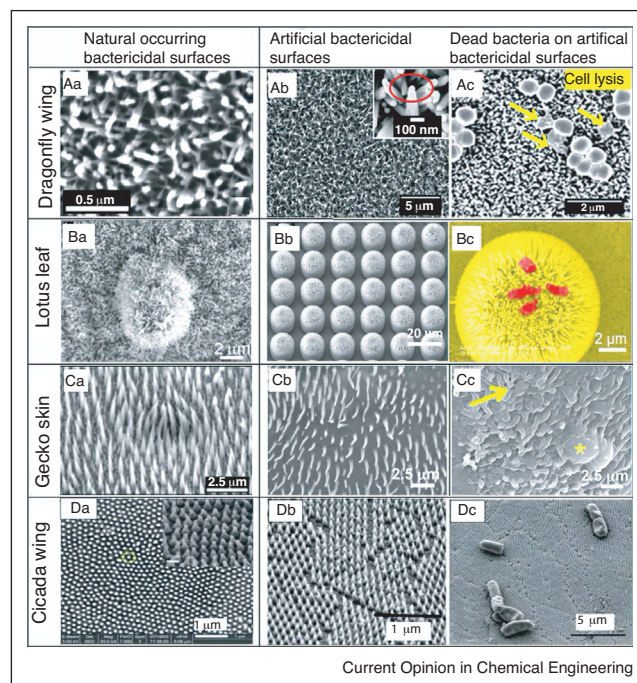 Natural occurring
bactericidal surfaces
Artificial bactericidal
surfaces
Dead bacteria on artifical
bactericidal surfaces
Dragonfly wing
Aa
0.5 μm
Ab
100 nm
5 μm
Ac
Cell lysis
2 μm
Lotus leaf
Ba
2 μm
Bb
20 μm
Bc
2 μm
Gecko skin
Ca
2.5 μm
Cb
2.5 μm
Cc
*
2.5 μm
Cicada wing
Da
1 μm
Db
1 μm
Dc
5 μm
Current Opinion in Chemical Engineering